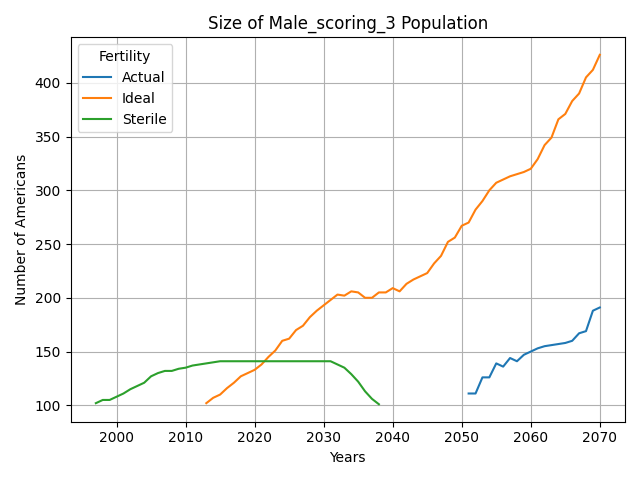 Size of Male_scoring_3 Population
Fertility
Actual
Ideal
Sterile
Number of Americans
400
350
300
250
200
150
100
2000 2010 2020 2030 2040 2050 2060 2070
Years